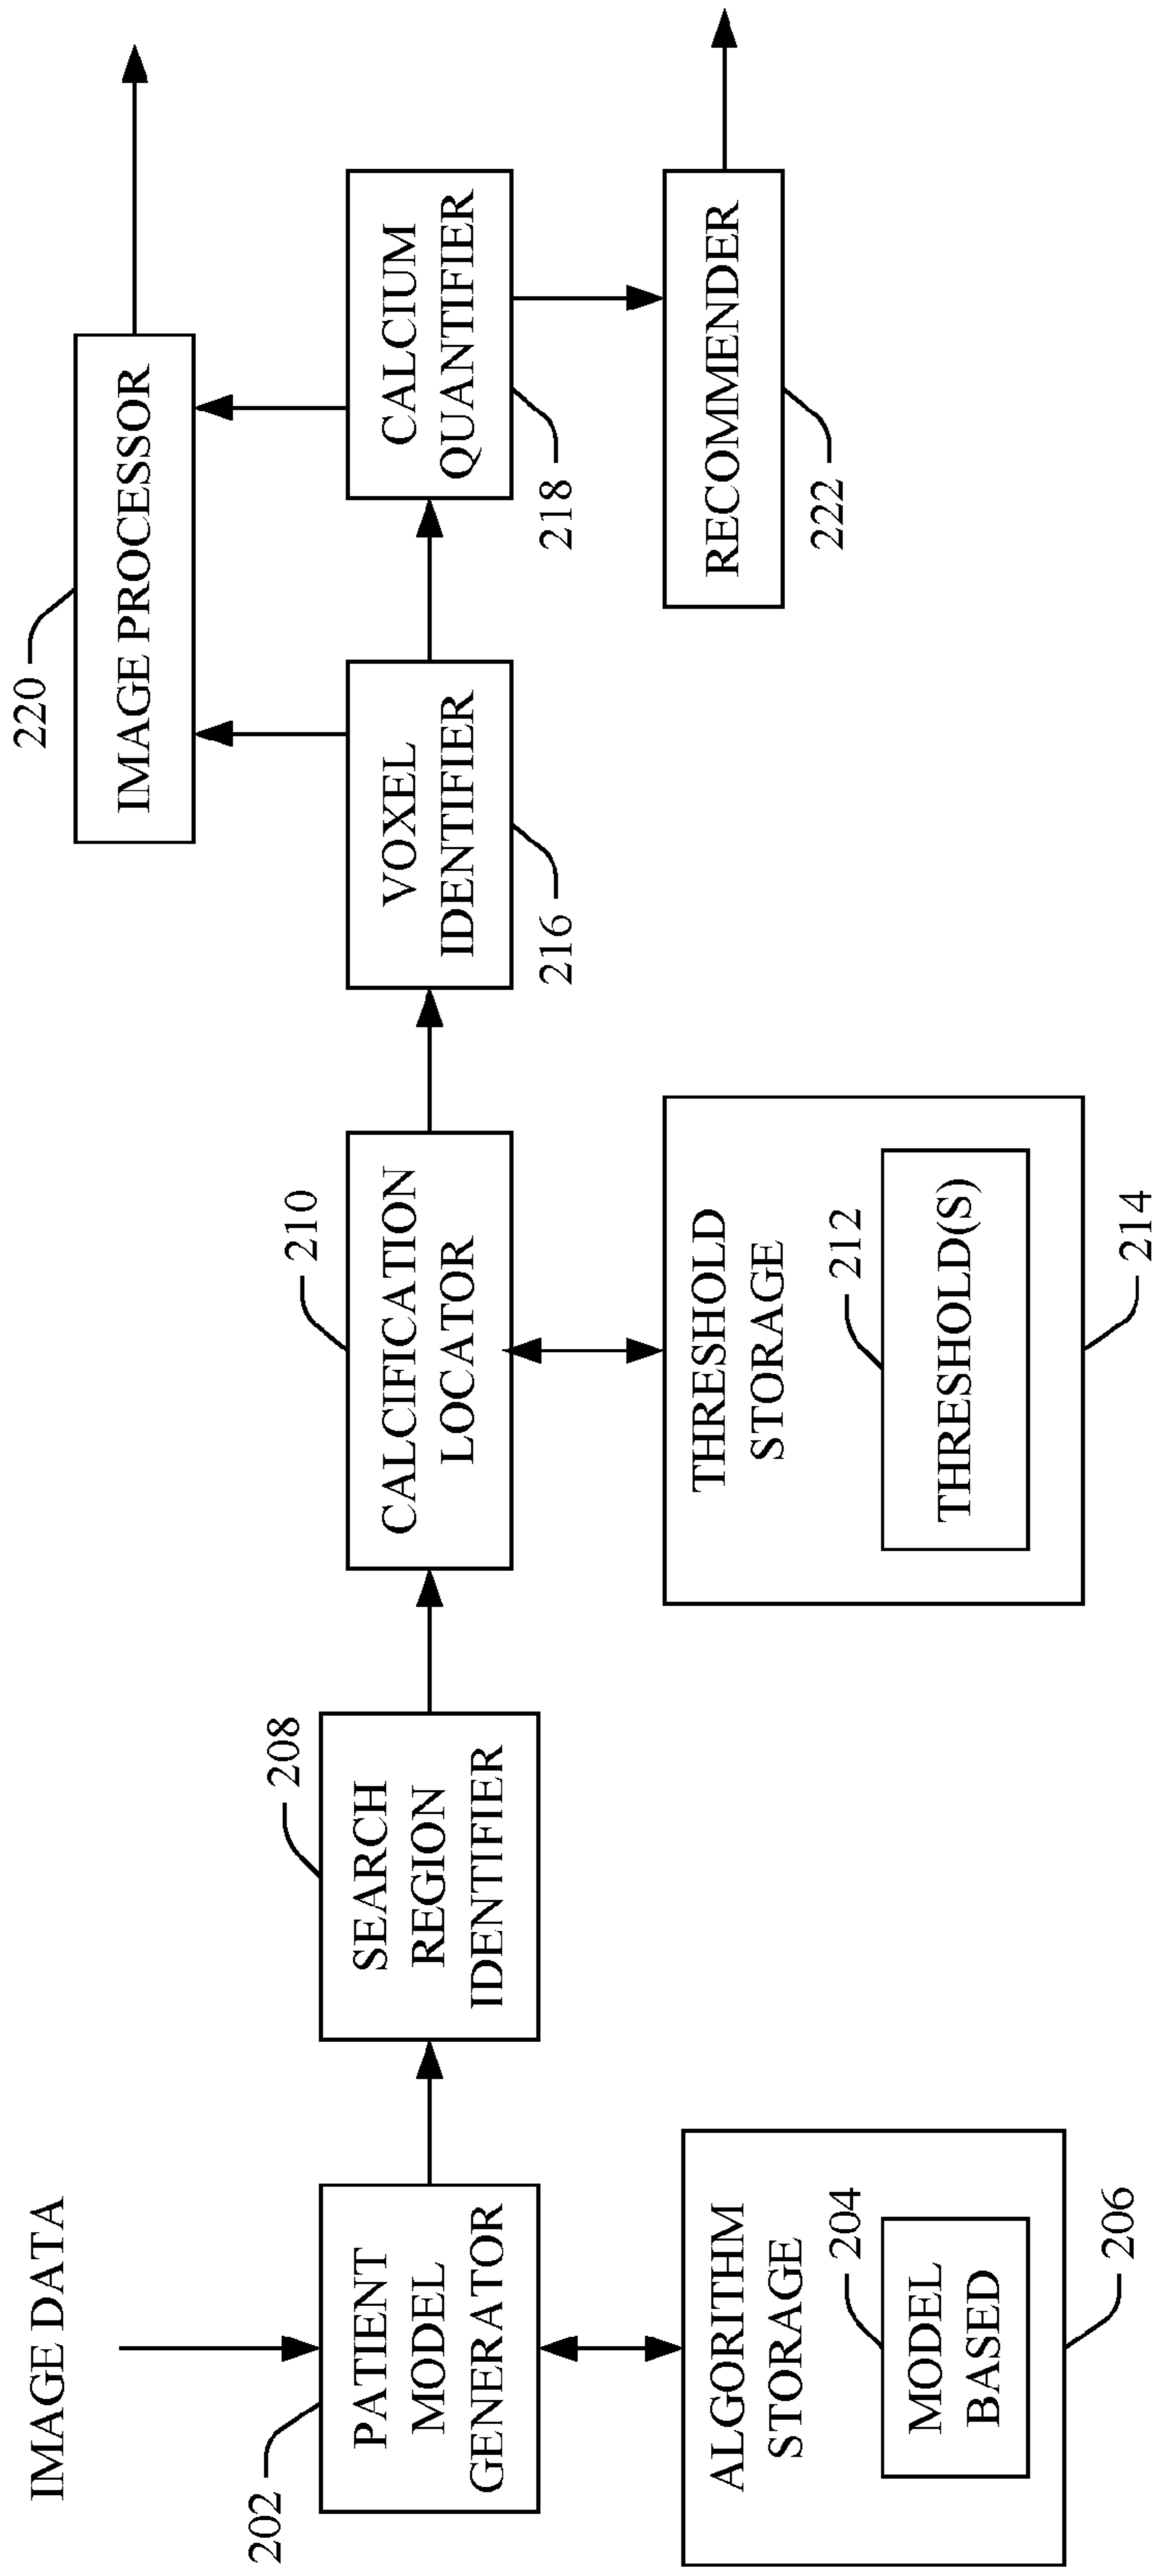 IMAGE DATA
202
PATIENT
MODEL
GENERATOR
ALGORITHM
STORAGE
204
MODEL
BASED
206
208
SEARCH
REGION
IDENTIFIER
210
CALCIFICATION
LOCATOR
THRESHOLD
STORAGE
212
THRESHOLD(S)
214
VOXEL
IDENTIFIER
216
220
IMAGE PROCESSOR
CALCIUM
QUANTIFIER
218
RECOMMENDER
222